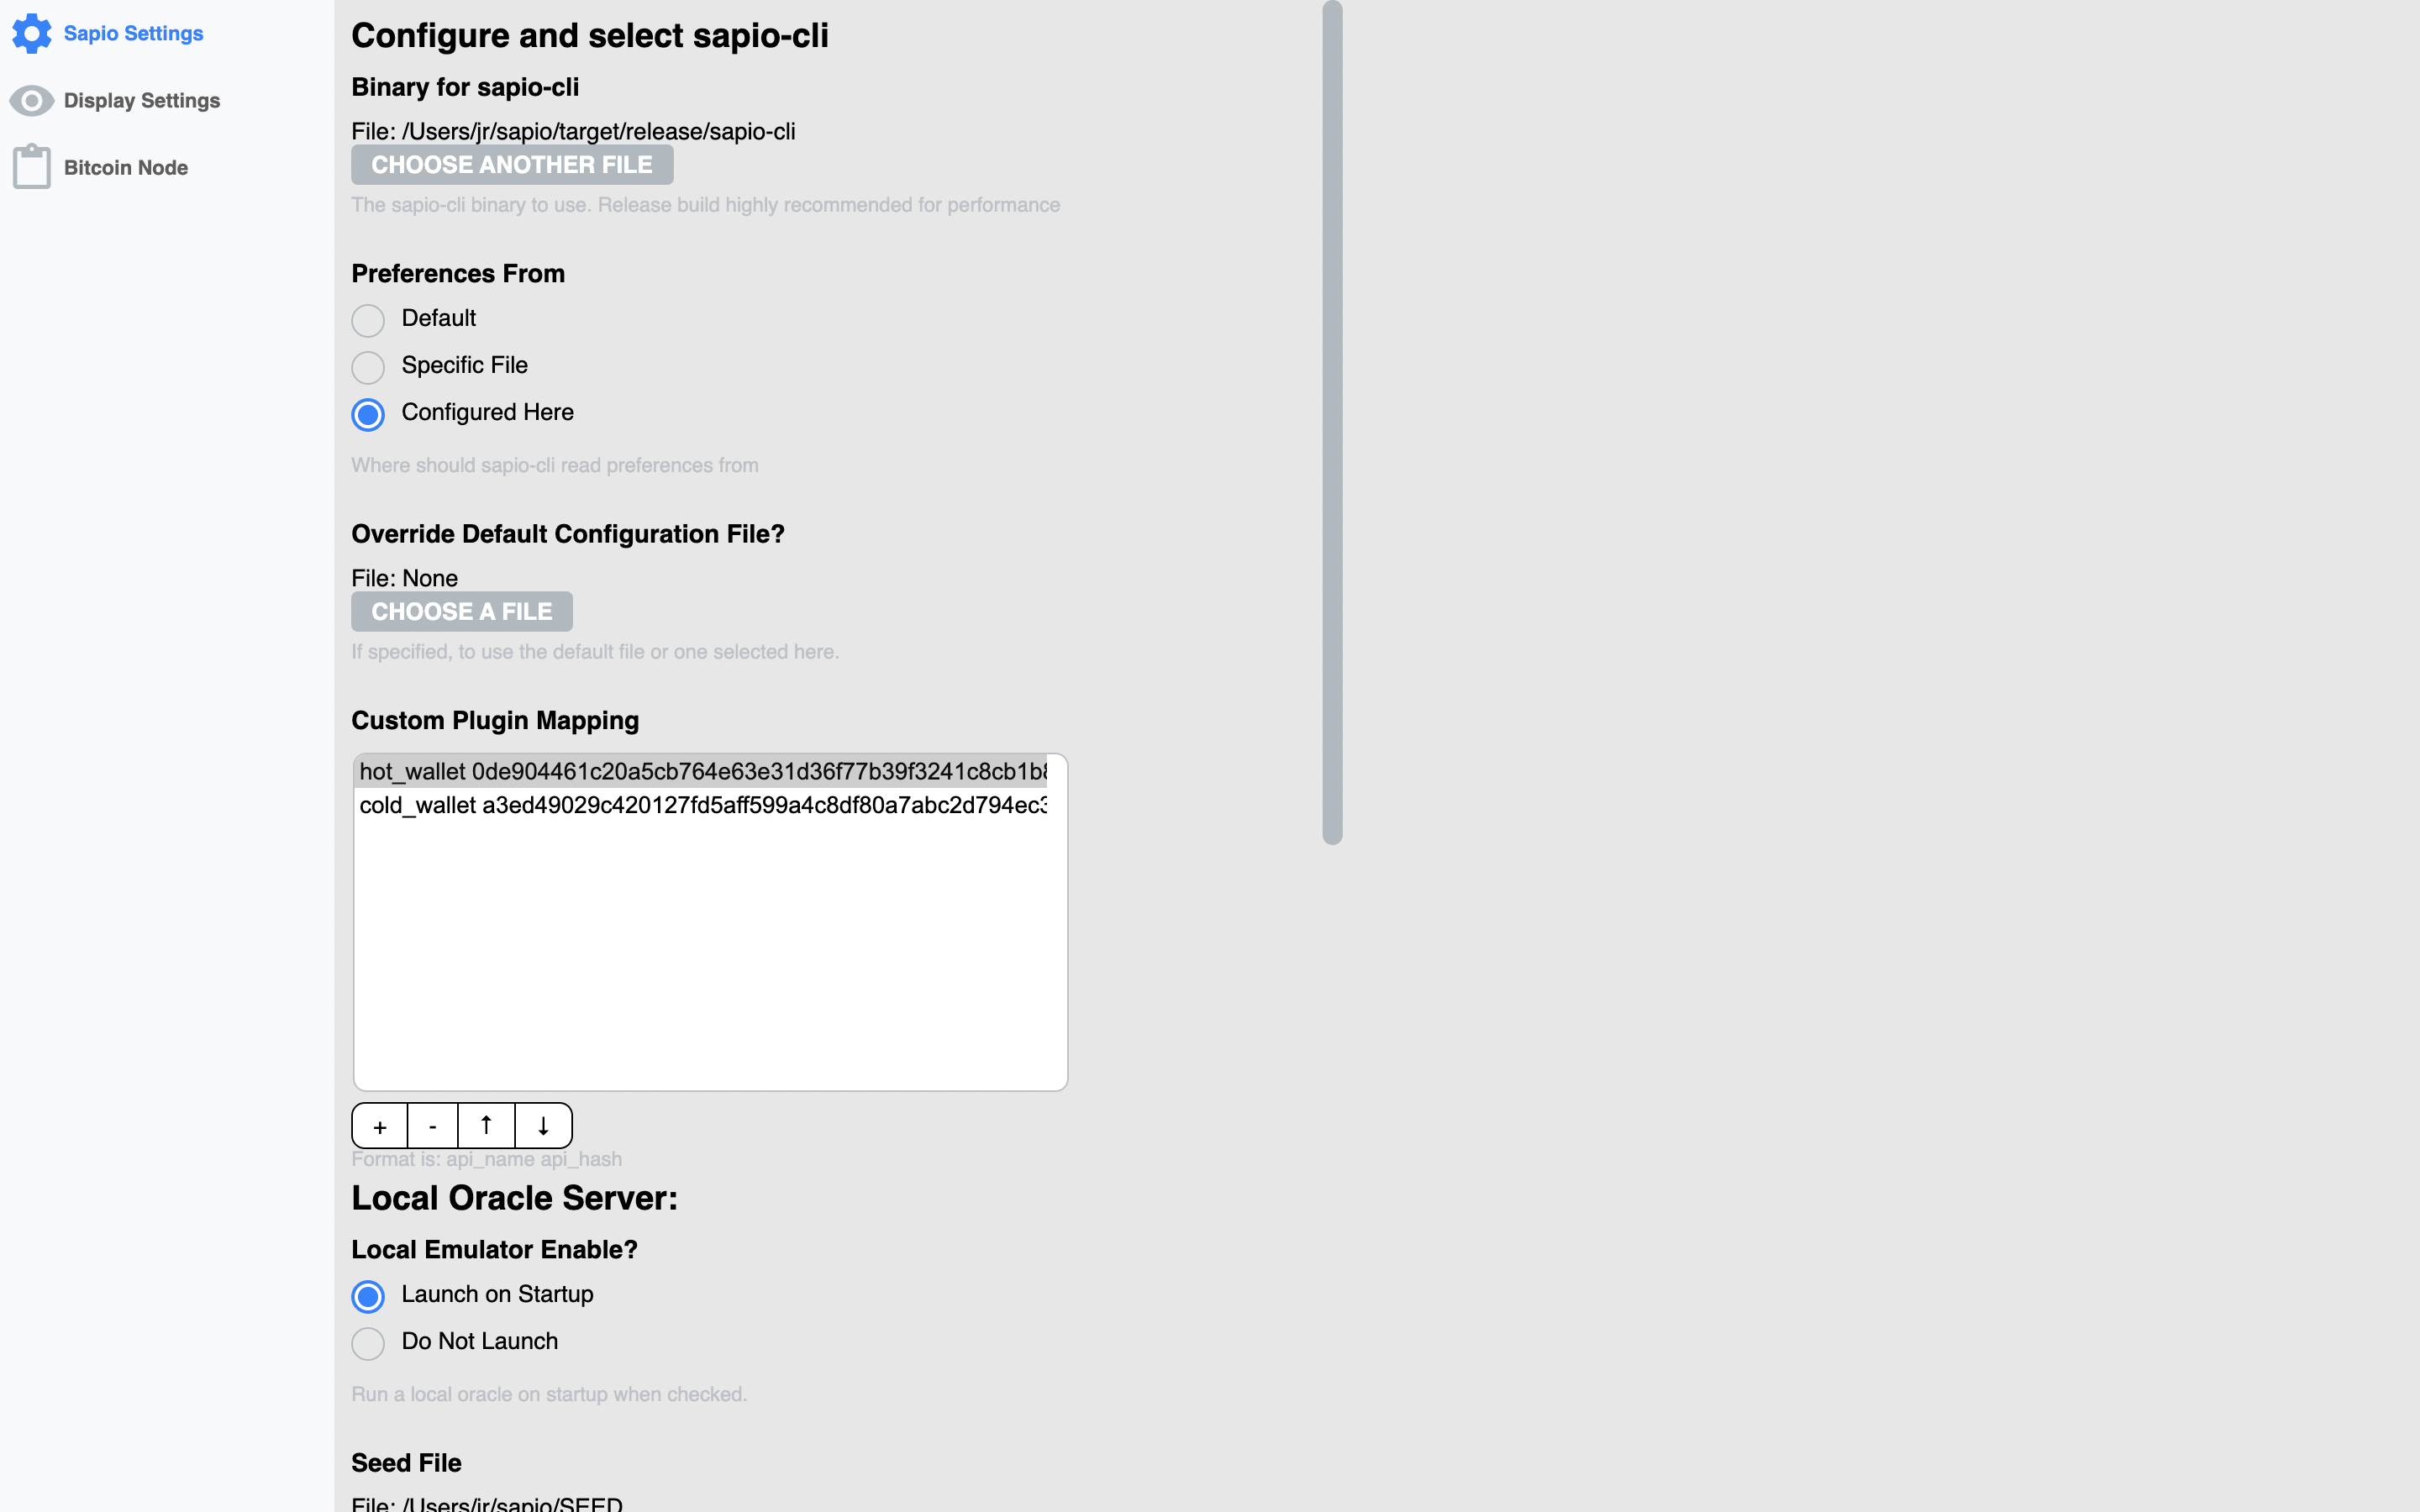 Sapio Settings
Display Settings
Bitcoin Node
Configure and select sapio-cli
Binary for sapio-cli
File: /Users/jr/sapio/target/release/sapio-cli
CHOOSE ANOTHER FILE
The sapio-cli binary to use. Release build highly recommended for performance
Preferences From
Default
Specific File
Configured Here
Where should sapio-cli read preferences from
Override Default Configuration File?
File: None
CHOOSE A FILE
If specified, to use the default file or one selected here.
Custom Plugin Mapping
hot_wallet 0de904461c20a5cb764e63e31d36f77b39f3241c8cb1b8
cold_wallet a3ed49029c420127fd5aff599a4c8df80a7abc2d794ec3
+ - ↑ ↓
Format is: api_name api_hash
Local Oracle Server:
Local Emulator Enable?
Launch on Startup
Do Not Launch
Run a local oracle on startup when checked.
Seed File
File: /Users/jr/sapio/SEED